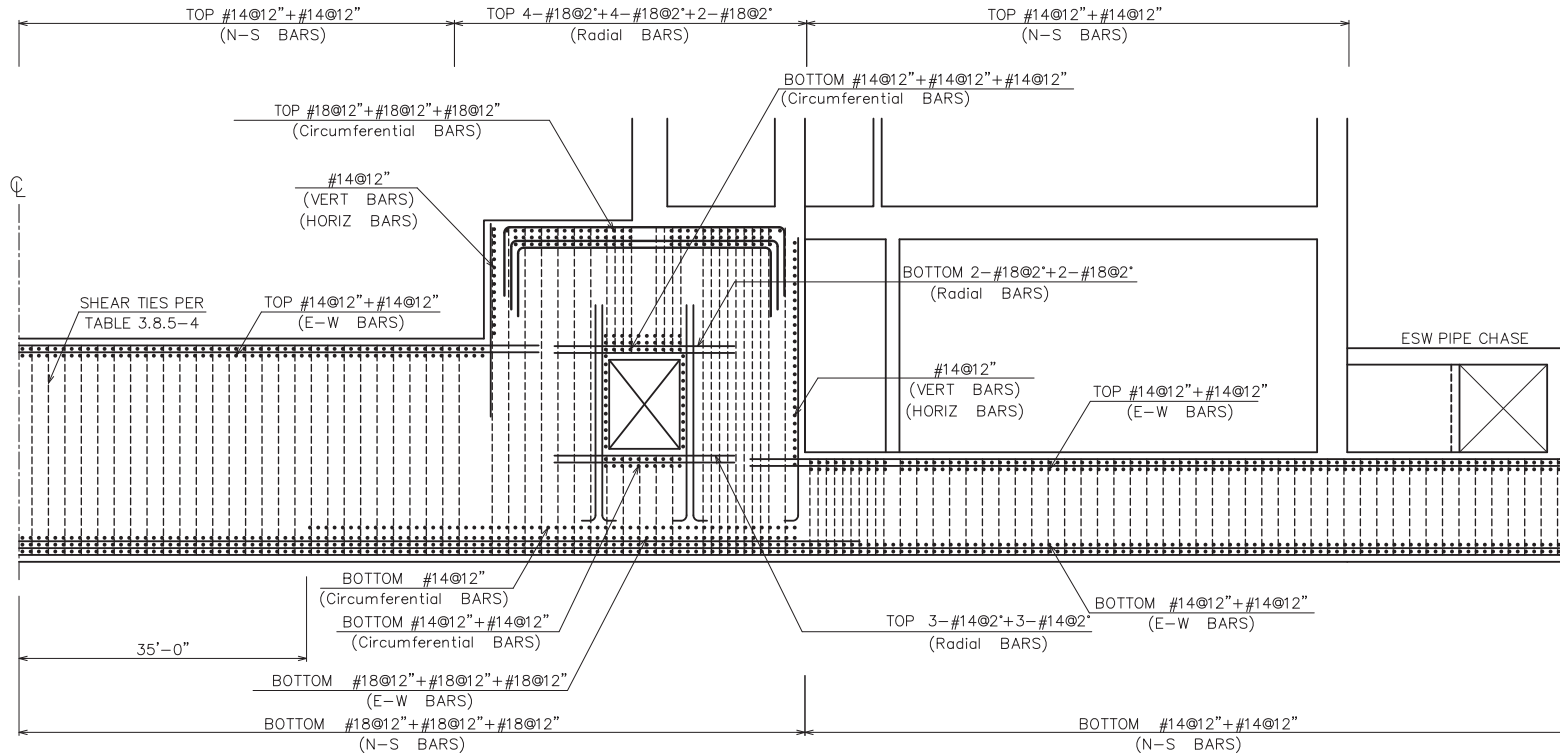 TOP #14@12"+#14@12"
(N-S BARS)
TOP 4-#18@2°+4-#18@2°+2-#18@2°
(Radial BARS)
TOP #14@12"+#14@12"
(N-S BARS)
BOTTOM #14@12"+#14@12"+#14@12"
(Circumferential BARS)
TOP #18@12"+#18@12"+#18@12"
(Circumferential BARS)
#14@12"
(VERT BARS)
(HORIZ BARS)
℄
BOTTOM 2-#18@2°+2-#18@2°
(Radial BARS)
SHEAR TIES PER
TABLE 3.8.5-4
TOP #14@12"+#14@12"
(E-W BARS)
ESW PIPE CHASE
#14@12"
(VERT BARS)
(HORIZ BARS)
TOP #14@12"+#14@12"
(E-W BARS)
BOTTOM #14@12"
(Circumferential BARS)
BOTTOM #14@12"+#14@12"
(Circumferential BARS)
TOP 3-#14@2°+3-#14@2°
(Radial BARS)
BOTTOM #14@12"+#14@12"
(E-W BARS)
35'-0"
BOTTOM #18@12"+#18@12"+#18@12"
(E-W BARS)
BOTTOM #18@12"+#18@12"+#18@12"
(N-S BARS)
BOTTOM #14@12"+#14@12"
(N-S BARS)